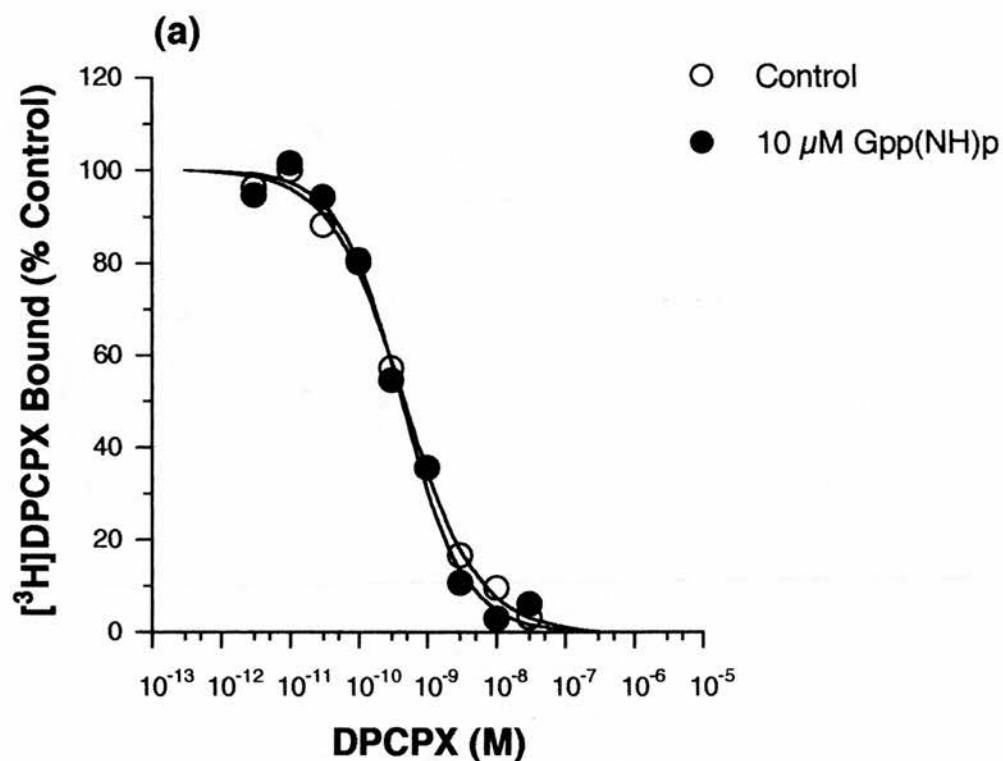 (a)
Control
10 µM Gpp(NH)p
[³H]DPCPX Bound (% Control)
120
100
80
60
40
20
0
10⁻¹³ 10⁻¹² 10⁻¹¹ 10⁻¹⁰ 10⁻⁹ 10⁻⁸ 10⁻⁷ 10⁻⁶ 10⁻⁵
DPCPX (M)